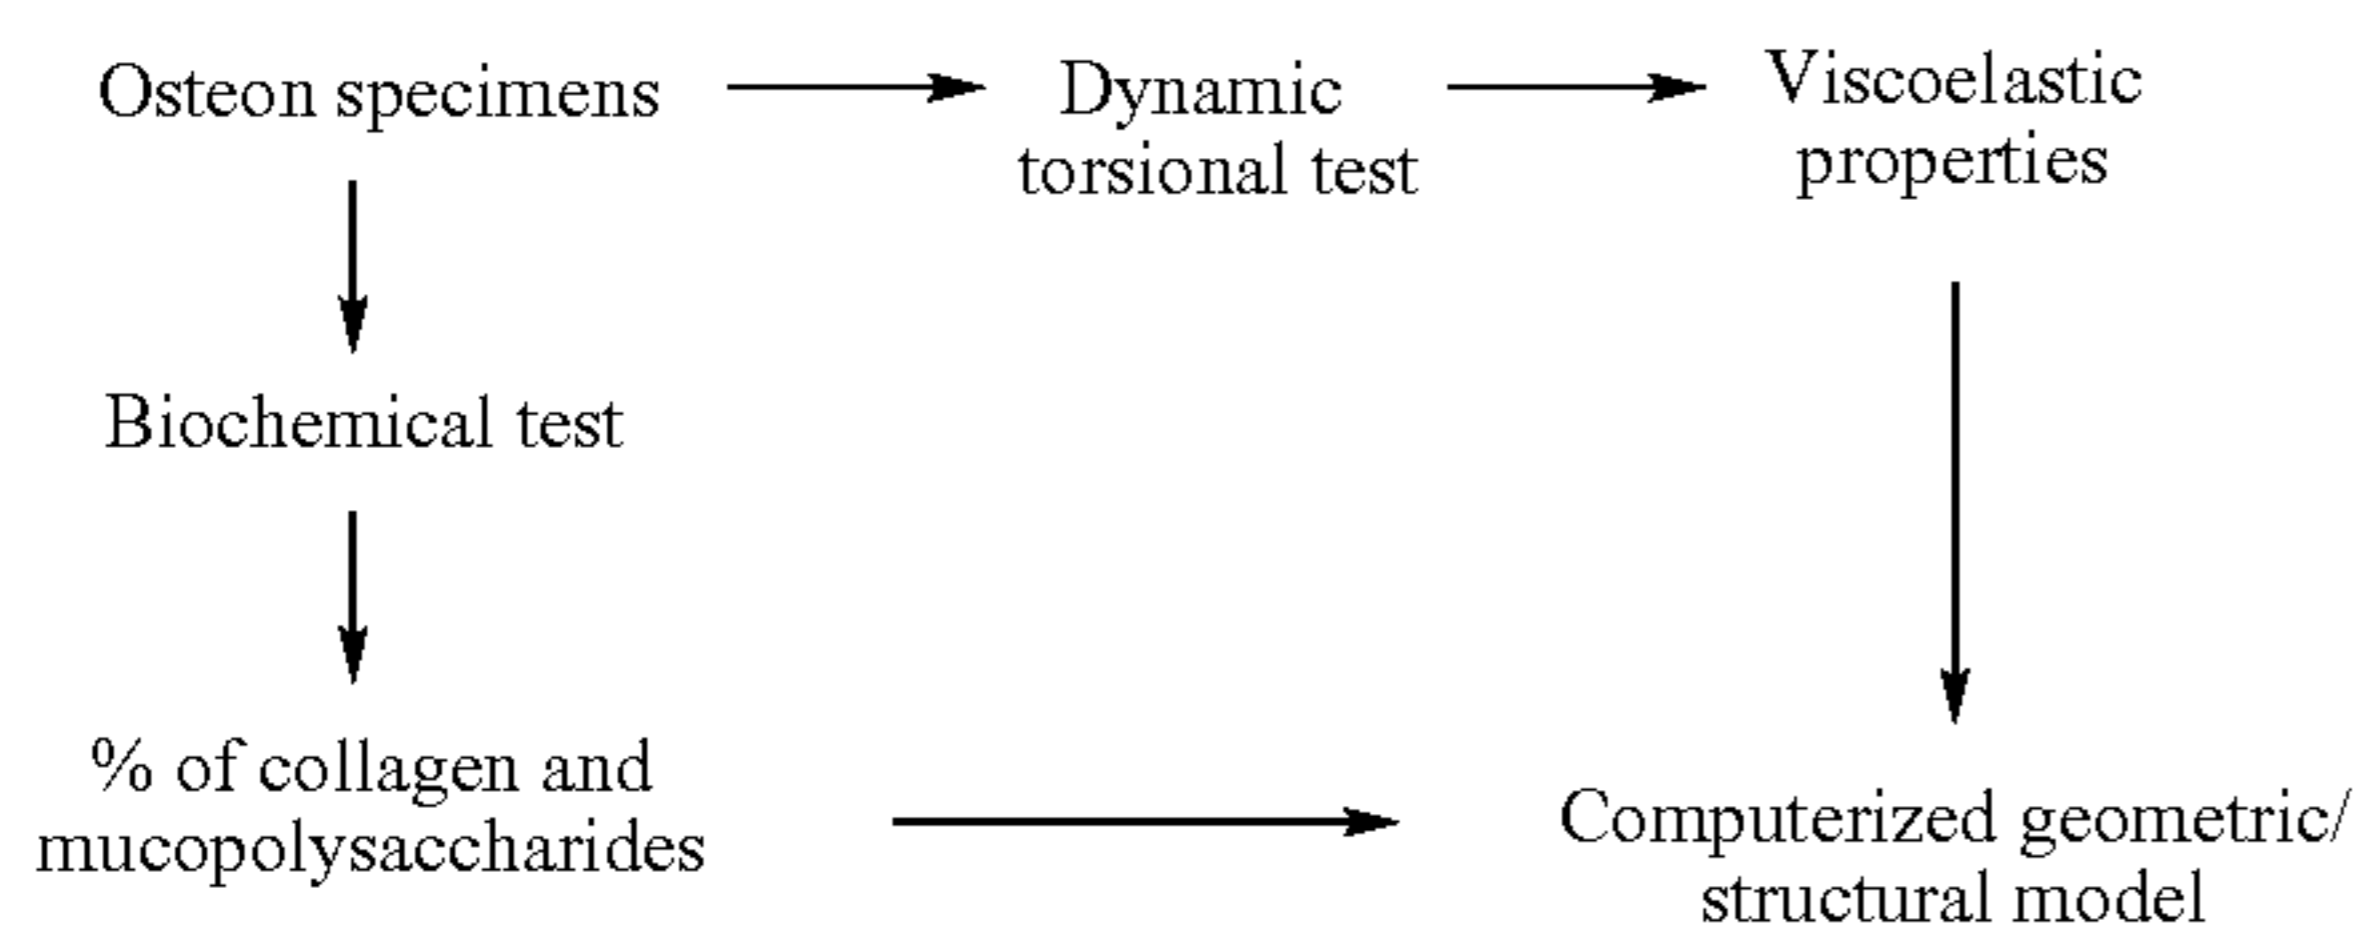 Osteon specimens
Dynamic
torsional test
Viscoelastic
properties
Biochemical test
% of collagen and
mucopolysaccharides
Computerized geometric/
structural model